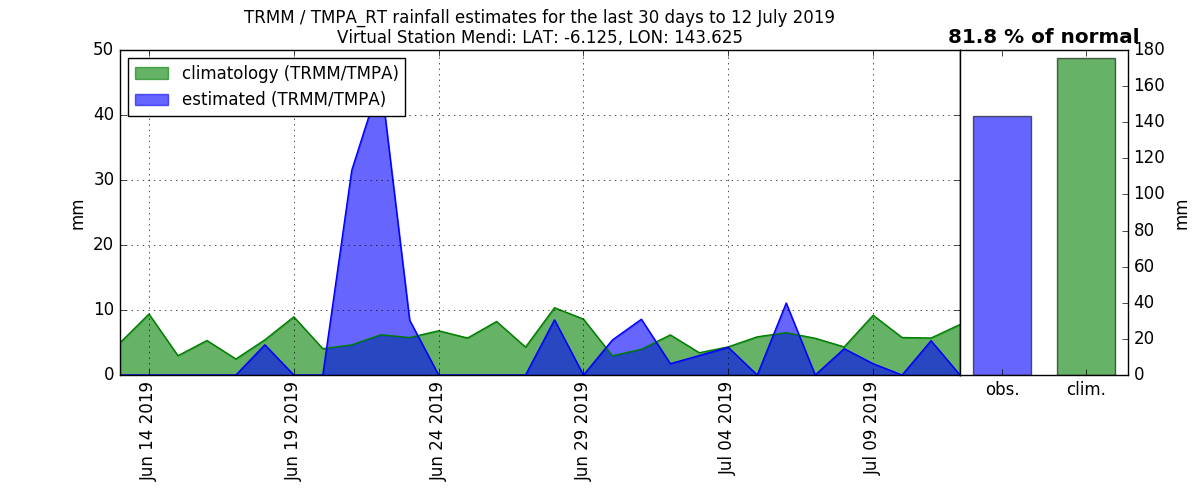 TRMM / TMPA_RT rainfall estimates for the last 30 days to 12 July 2019
Virtual Station Mendi: LAT: -6.125, LON: 143.625
81.8 % of normal
climatology (TRMM/TMPA)
estimated (TRMM/TMPA)
mm
50
40
30
20
10
0
Jun 14 2019
Jun 19 2019
Jun 24 2019
Jun 29 2019
Jul 04 2019
Jul 09 2019
180
160
140
120
100
80
60
40
20
0
mm
obs.
clim.